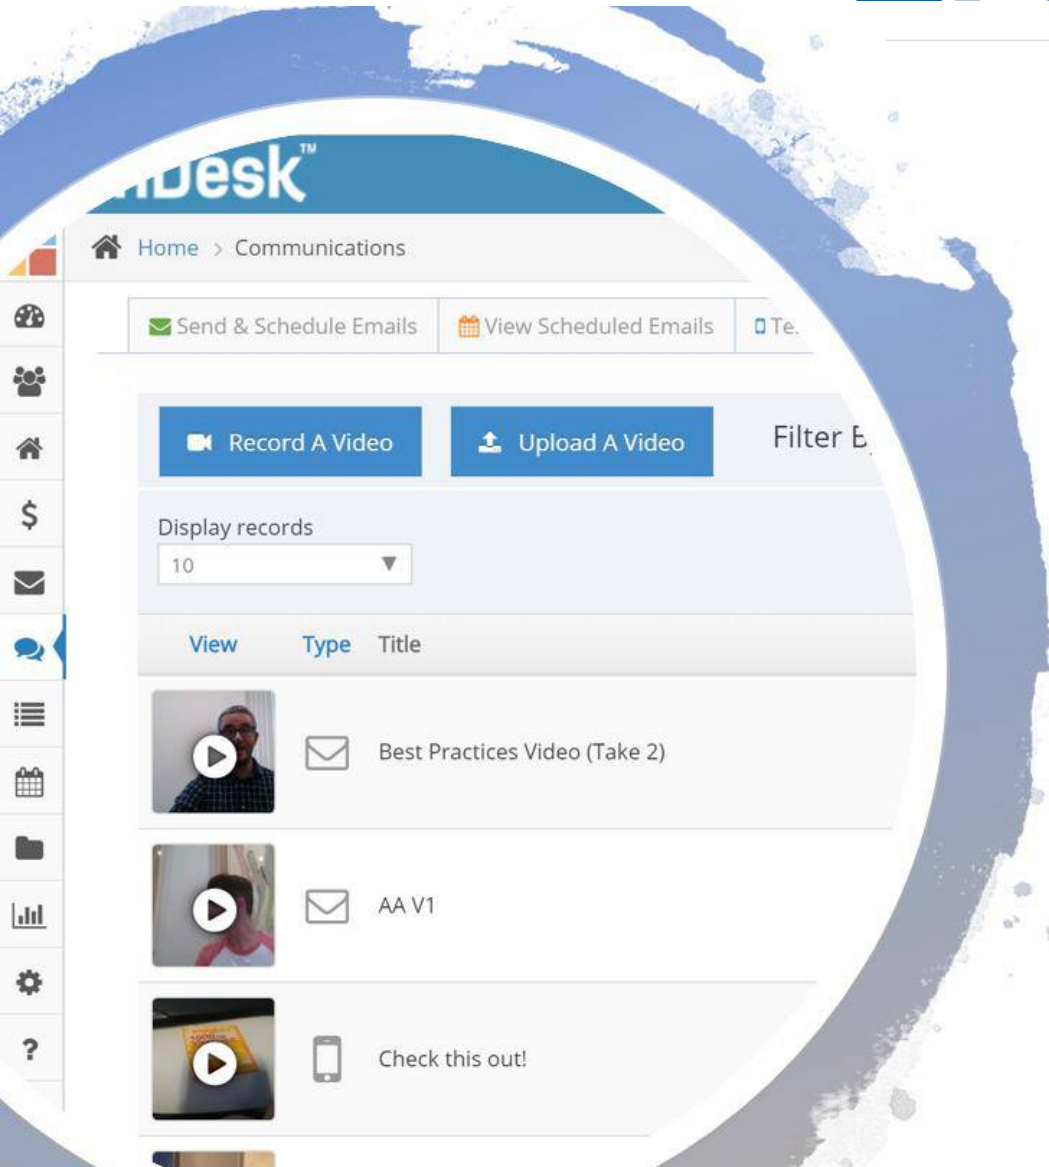 Desk™
Home > Communications
Send & Schedule Emails
View Scheduled Emails
Record A Video
Upload A Video
Filter
Display records
10
View Type Title
Best Practices Video (Take 2)
AA V1
Check this out!